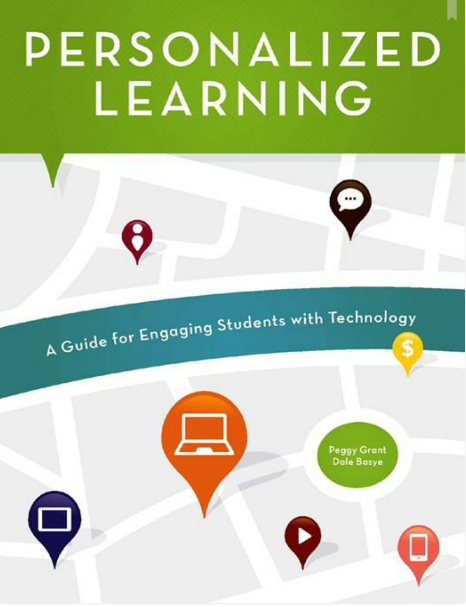 PERSONALIZED
LEARNING
A Guide for Engaging Students with Technology
$
Peggy Grant
Dale Basye